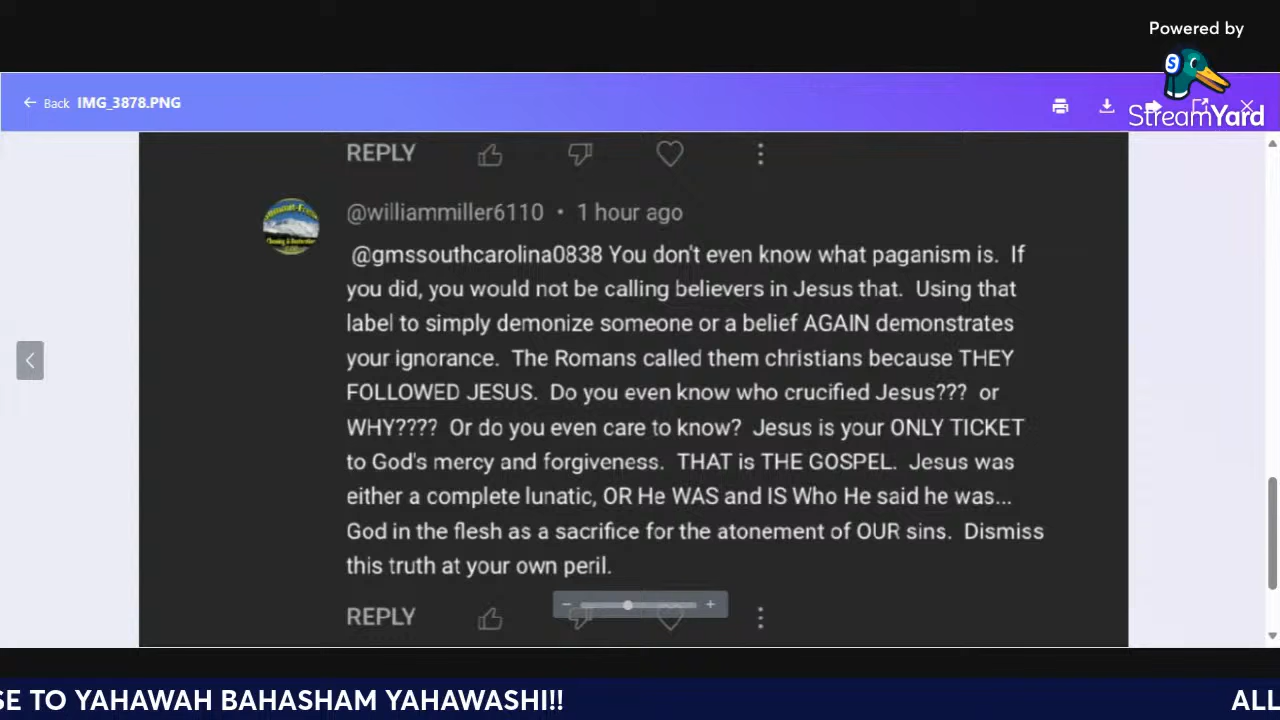 Powered by
StreamYard
Back IMG_3878.PNG
REPLY
@williammiller6110 • 1 hour ago
@gmssouthcarolina0838 You don't even know what paganism is. If
you did, you would not be calling believers in Jesus that. Using that
label to simply demonize someone or a belief AGAIN demonstrates
your ignorance. The Romans called them christians because THEY
FOLLOWED JESUS. Do you even know who crucified Jesus??? or
WHY???? Or do you even care to know? Jesus is your ONLY TICKET
to God's mercy and forgiveness. THAT is THE GOSPEL. Jesus was
either a complete lunatic, OR He WAS and IS Who He said he was...
God in the flesh as a sacrifice for the atonement of OUR sins. Dismiss
this truth at your own peril.
REPLY
SE TO YAHAWAH BAHASHAM YAHAWASHI!! ALL